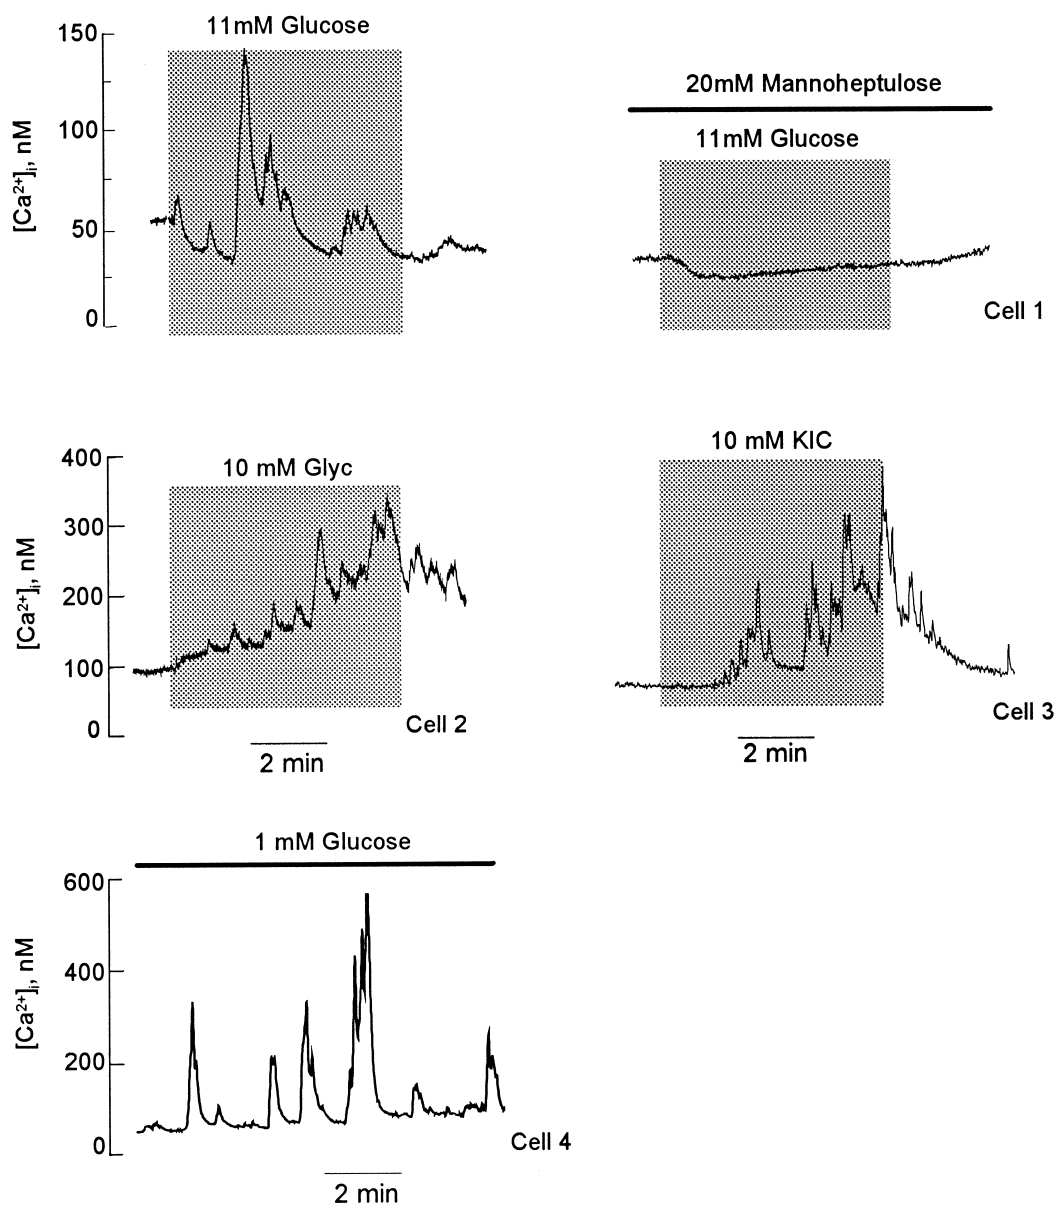 11mM Glucose
150
100
50
0
[Ca²⁺]ᵢ, nM
20mM Mannoheptulose
11mM Glucose
Cell 1
10 mM Glyc
400
300
200
100
0
[Ca²⁺]ᵢ, nM
Cell 2
2 min
10 mM KIC
Cell 3
2 min
1 mM Glucose
600
400
200
0
[Ca²⁺]ᵢ, nM
Cell 4
2 min